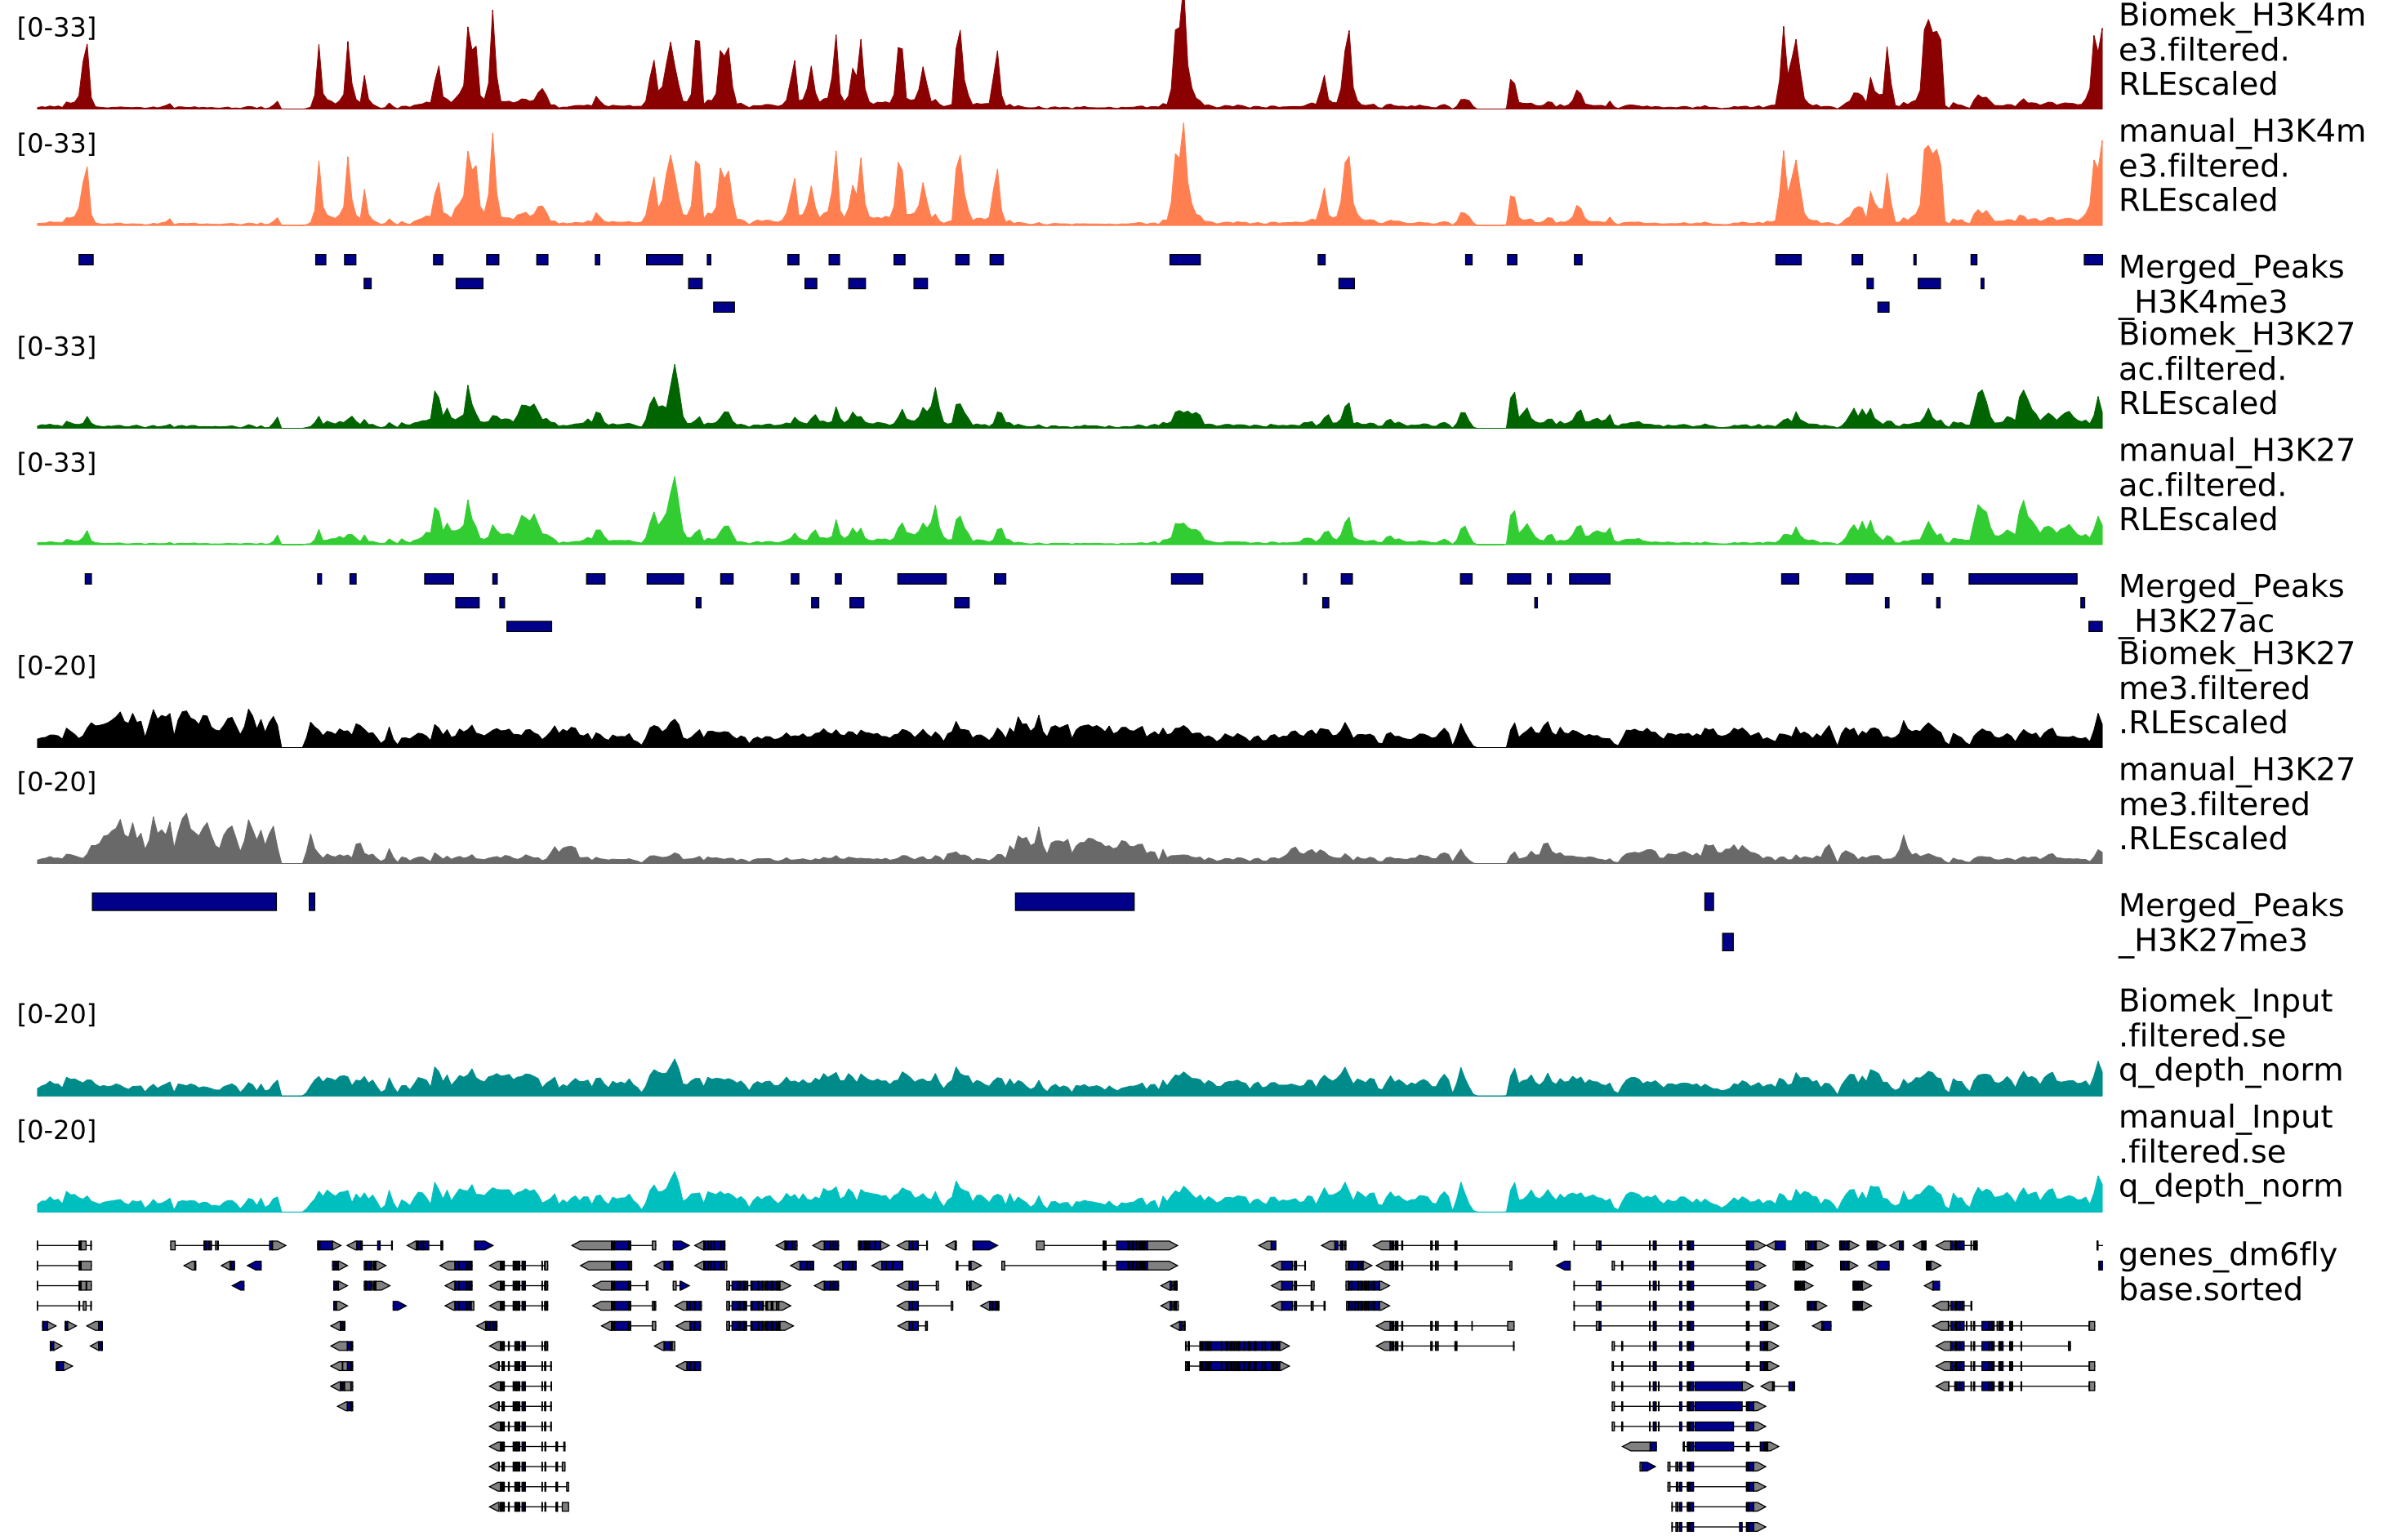 [0-33]
Biomek_H3K4m
e3.filtered.
RLEscaled
[0-33]
manual_H3K4m
e3.filtered.
RLEscaled
Merged_Peaks
_H3K4me3
[0-33]
Biomek_H3K27
ac.filtered.
RLEscaled
[0-33]
manual_H3K27
ac.filtered.
RLEscaled
Merged_Peaks
_H3K27ac
[0-20]
Biomek_H3K27
me3.filtered
.RLEscaled
[0-20]
manual_H3K27
me3.filtered
.RLEscaled
Merged_Peaks
_H3K27me3
[0-20]
Biomek_Input
.filtered.se
q_depth_norm
[0-20]
manual_Input
.filtered.se
q_depth_norm
genes_dm6fly
base.sorted